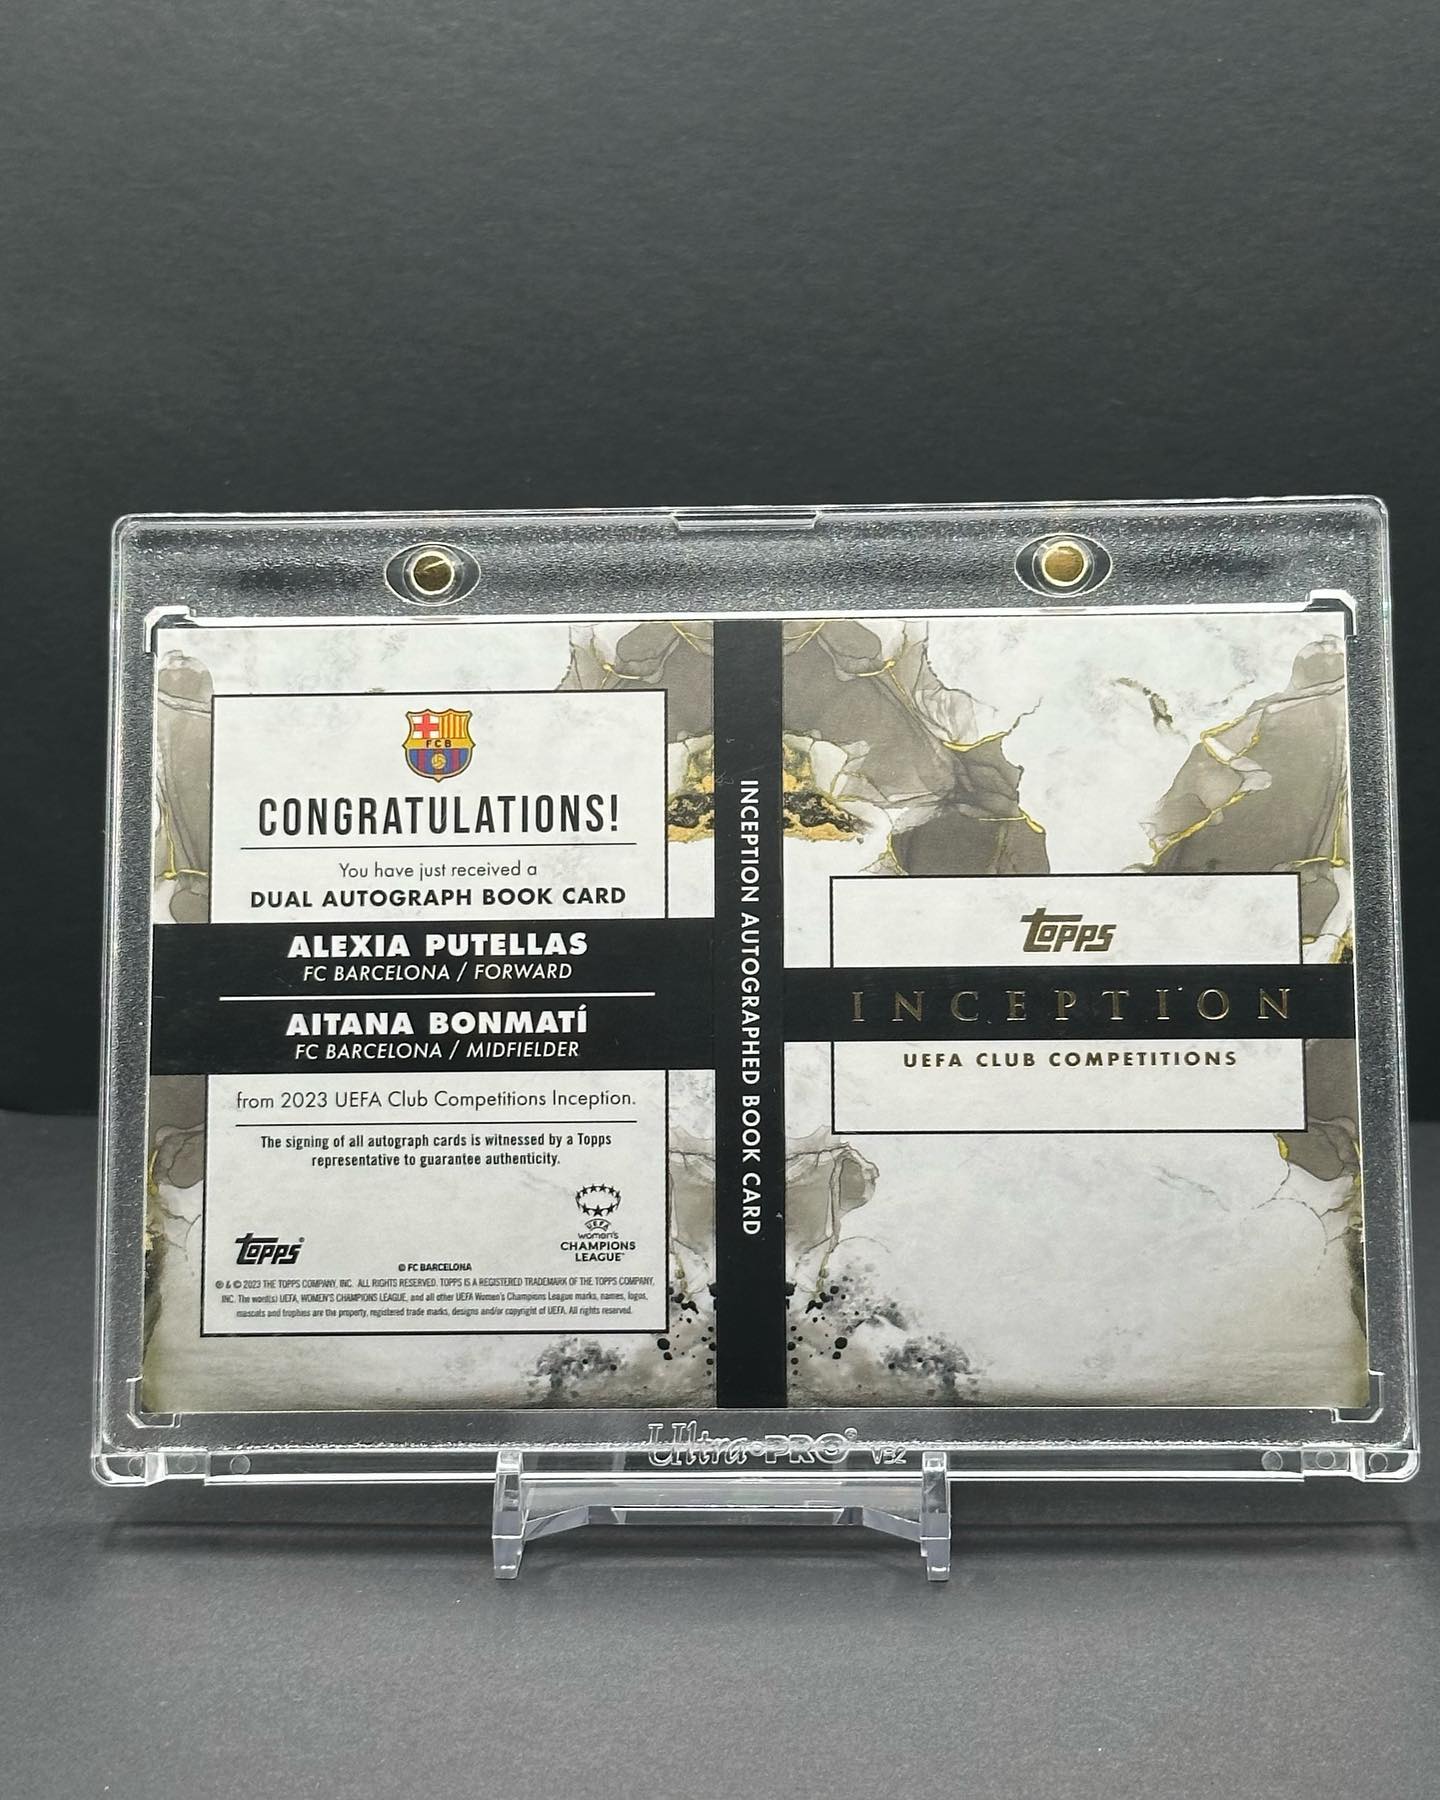 FCB
CONGRATULATIONS!
You have just received a
DUAL AUTOGRAPH BOOK CARD
ALEXIA PUTELLAS
FC BARCELONA / FORWARD
AITANA BONMATÍ
FC BARCELONA / MIDFIELDER
from 2023 UEFA Club Competitions Inception.
The signing of all autograph cards is witnessed by a Topps
representative to guarantee authenticity.
Topps®
UEFA
women's
CHAMPIONS
LEAGUE™
© FC BARCELONA
® & © 2023 THE TOPPS COMPANY, INC. ALL RIGHTS RESERVED. TOPPS IS A REGISTERED TRADEMARK OF THE TOPPS COMPANY,
INC. The word(s) UEFA, WOMEN'S CHAMPIONS LEAGUE, and all other UEFA Women's Champions League marks, names, logos,
mascots and trophies are the property, registered trade marks, designs and/or copyright of UEFA. All rights reserved.
INCEPTION AUTOGRAPHED BOOK CARD
Topps
INCEPTION
UEFA CLUB COMPETITIONS
Ultra•PRO® V52